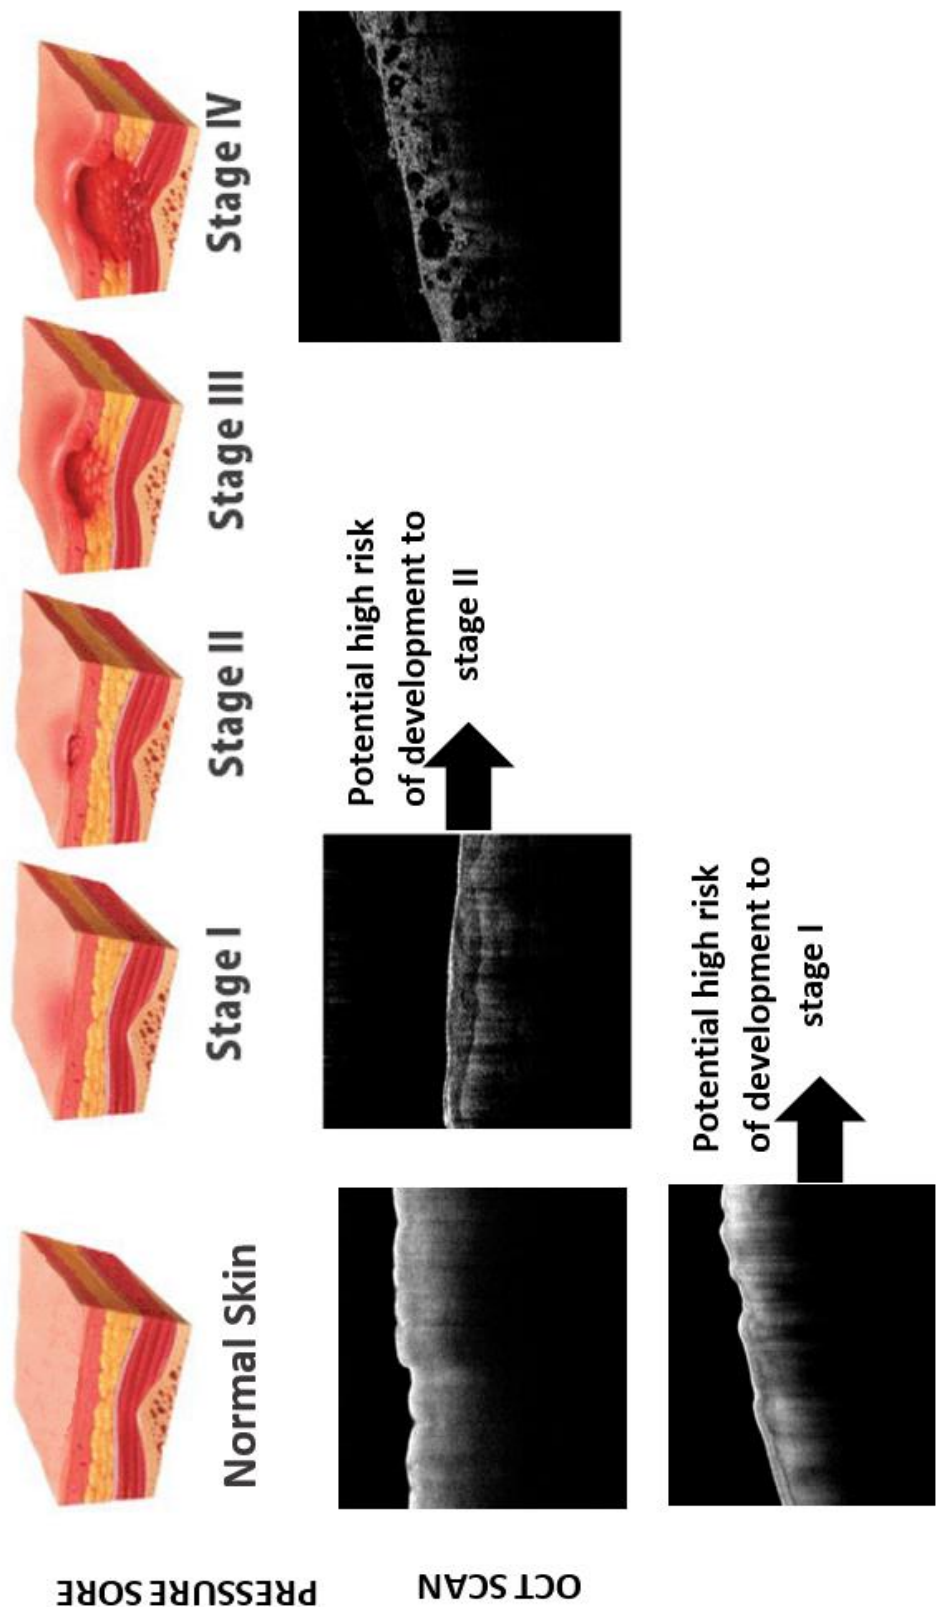 PRESSURE SORE
Normal Skin
Stage I
Stage II
Stage III
Stage IV
OCT SCAN
Potential high risk
of development to
stage II
Potential high risk
of development to
stage I